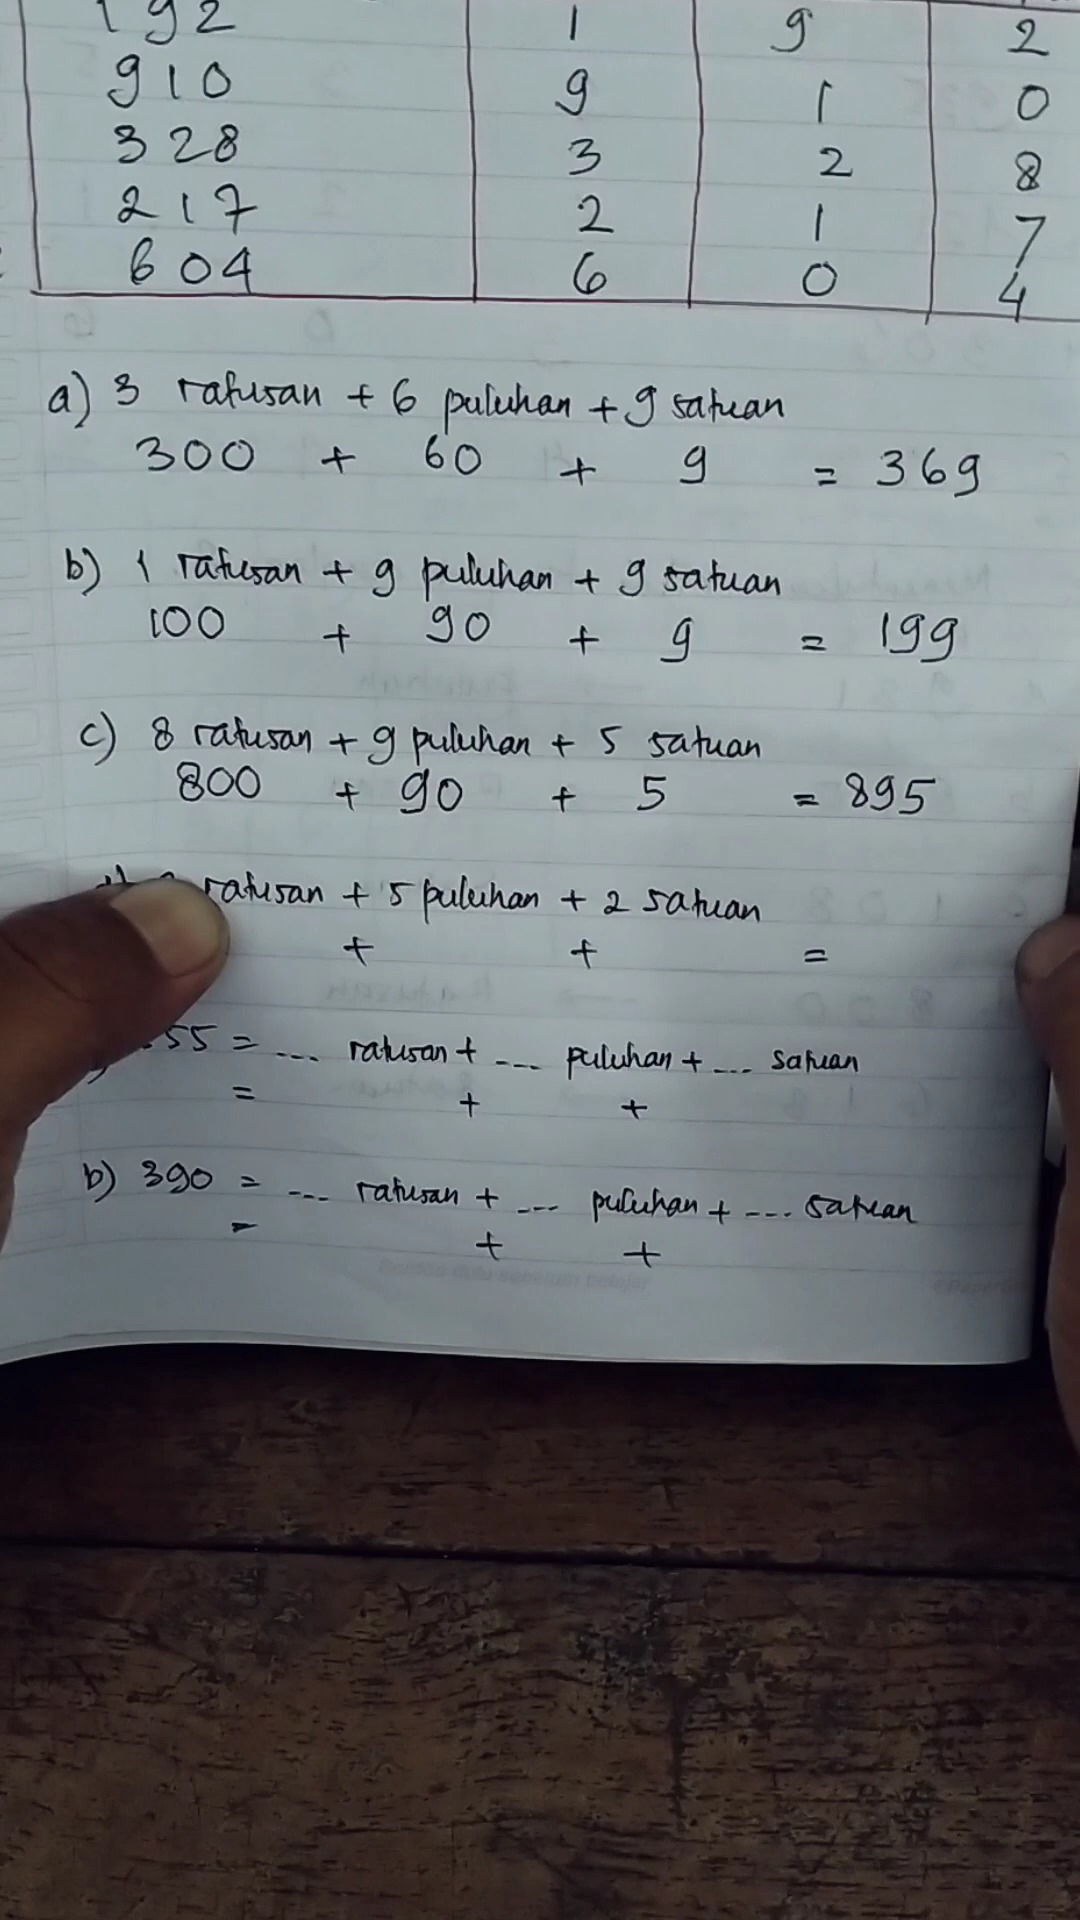 192 1 9 2
910 9 1 0
328 3 2 8
217 2 1 7
604 6 0 4
a) 3 ratusan + 6 puluhan + 9 satuan
300 + 60 + 9 = 369
b) 1 ratusan + 9 puluhan + 9 satuan
100 + 90 + 9 = 199
c) 8 ratusan + 9 puluhan + 5 satuan
800 + 90 + 5 = 895
ratusan + 5 puluhan + 2 satuan
+ + =
55 = ... ratusan + ... puluhan + ... satuan
= + +
b) 390 = ... ratusan + ... puluhan + ... satuan
= + +